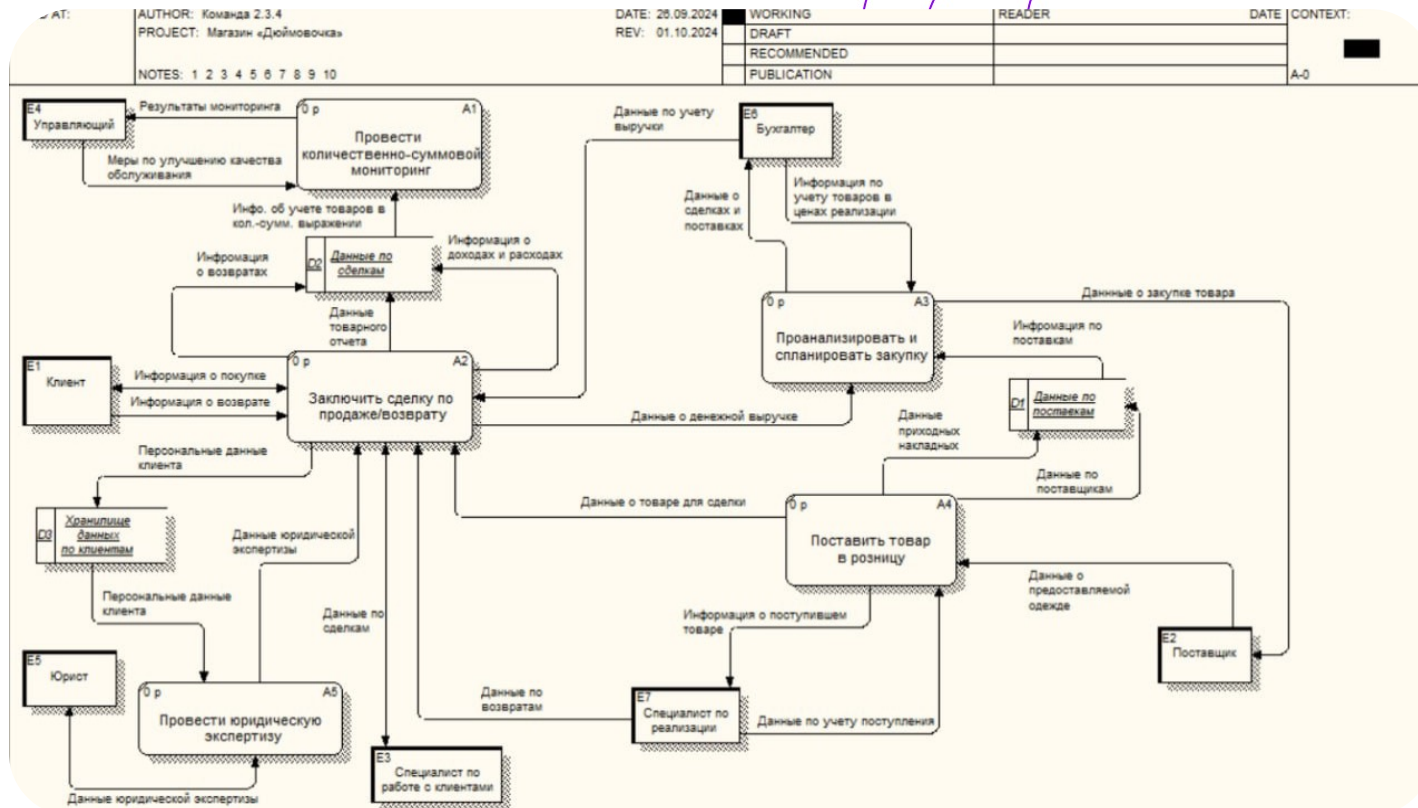 AT:
AUTHOR: Команда 2.3.4
DATE: 26.09.2024
WORKING
READER
DATE
CONTEXT:
PROJECT: Магазин «Дюймовочка»
REV: 01.10.2024
DRAFT
RECOMMENDED
NOTES: 1 2 3 4 5 6 7 8 9 10
PUBLICATION
A-0
E4
Управляющий
Результаты мониторинга
0 р
A1
Провести
количественно-суммовой
мониторинг
Меры по улучшению качества
обслуживания
Данные по учету
выручки
E6
Бухгалтер
Данные о
сделках и
поставках
Информация по
учету товаров в
ценах реализации
Инфо. об учете товаров в
кол.-сумм. выражении
Инфромация
о возвратах
D2
Данные по
сделкам
Информация о
доходах и расходах
Данные
товарного
отчета
0 р
A3
Проанализировать и
спланировать закупку
Даннные о закупке товара
Инфромация по
поставкам
E1
Клиент
Информация о покупке
Информация о возврате
0 р
A2
Заключить сделку по
продаже/возврату
Данные о денежной выручке
D1
Данные по
поставкам
Данные
приходных
накладных
Данные по
поставщикам
Персональные данные
клиента
D3
Хранилище
данных
по клиентам
Данные юридической
экспертизы
Данные о товаре для сделки
0 р
A4
Поставить товар
в розницу
Персональные данные
клиента
Данные по
сделкам
Информация о поступившем
товаре
Данные о
предоставляемой
одежде
E2
Поставщик
E5
Юрист
0 р
A5
Провести юридическую
экспертизу
Данные по
возвратам
E7
Специалист по
реализации
Данные по учету поступления
E3
Специалист по
работе с клиентами
Данные юридической экспертизы